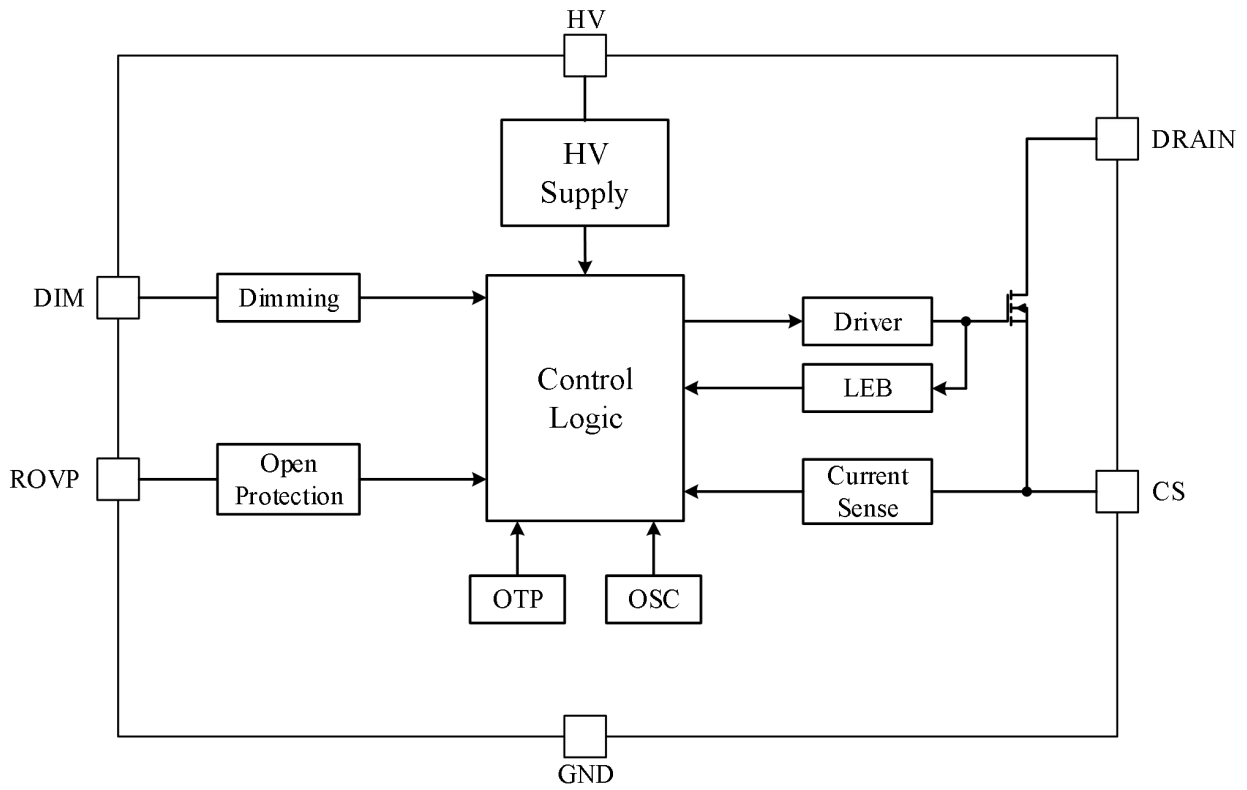 HV
HV
Supply
DRAIN
DIM
Dimming
Driver
Control
Logic
LEB
ROVP
Open
Protection
Current
Sense
CS
OTP
OSC
GND